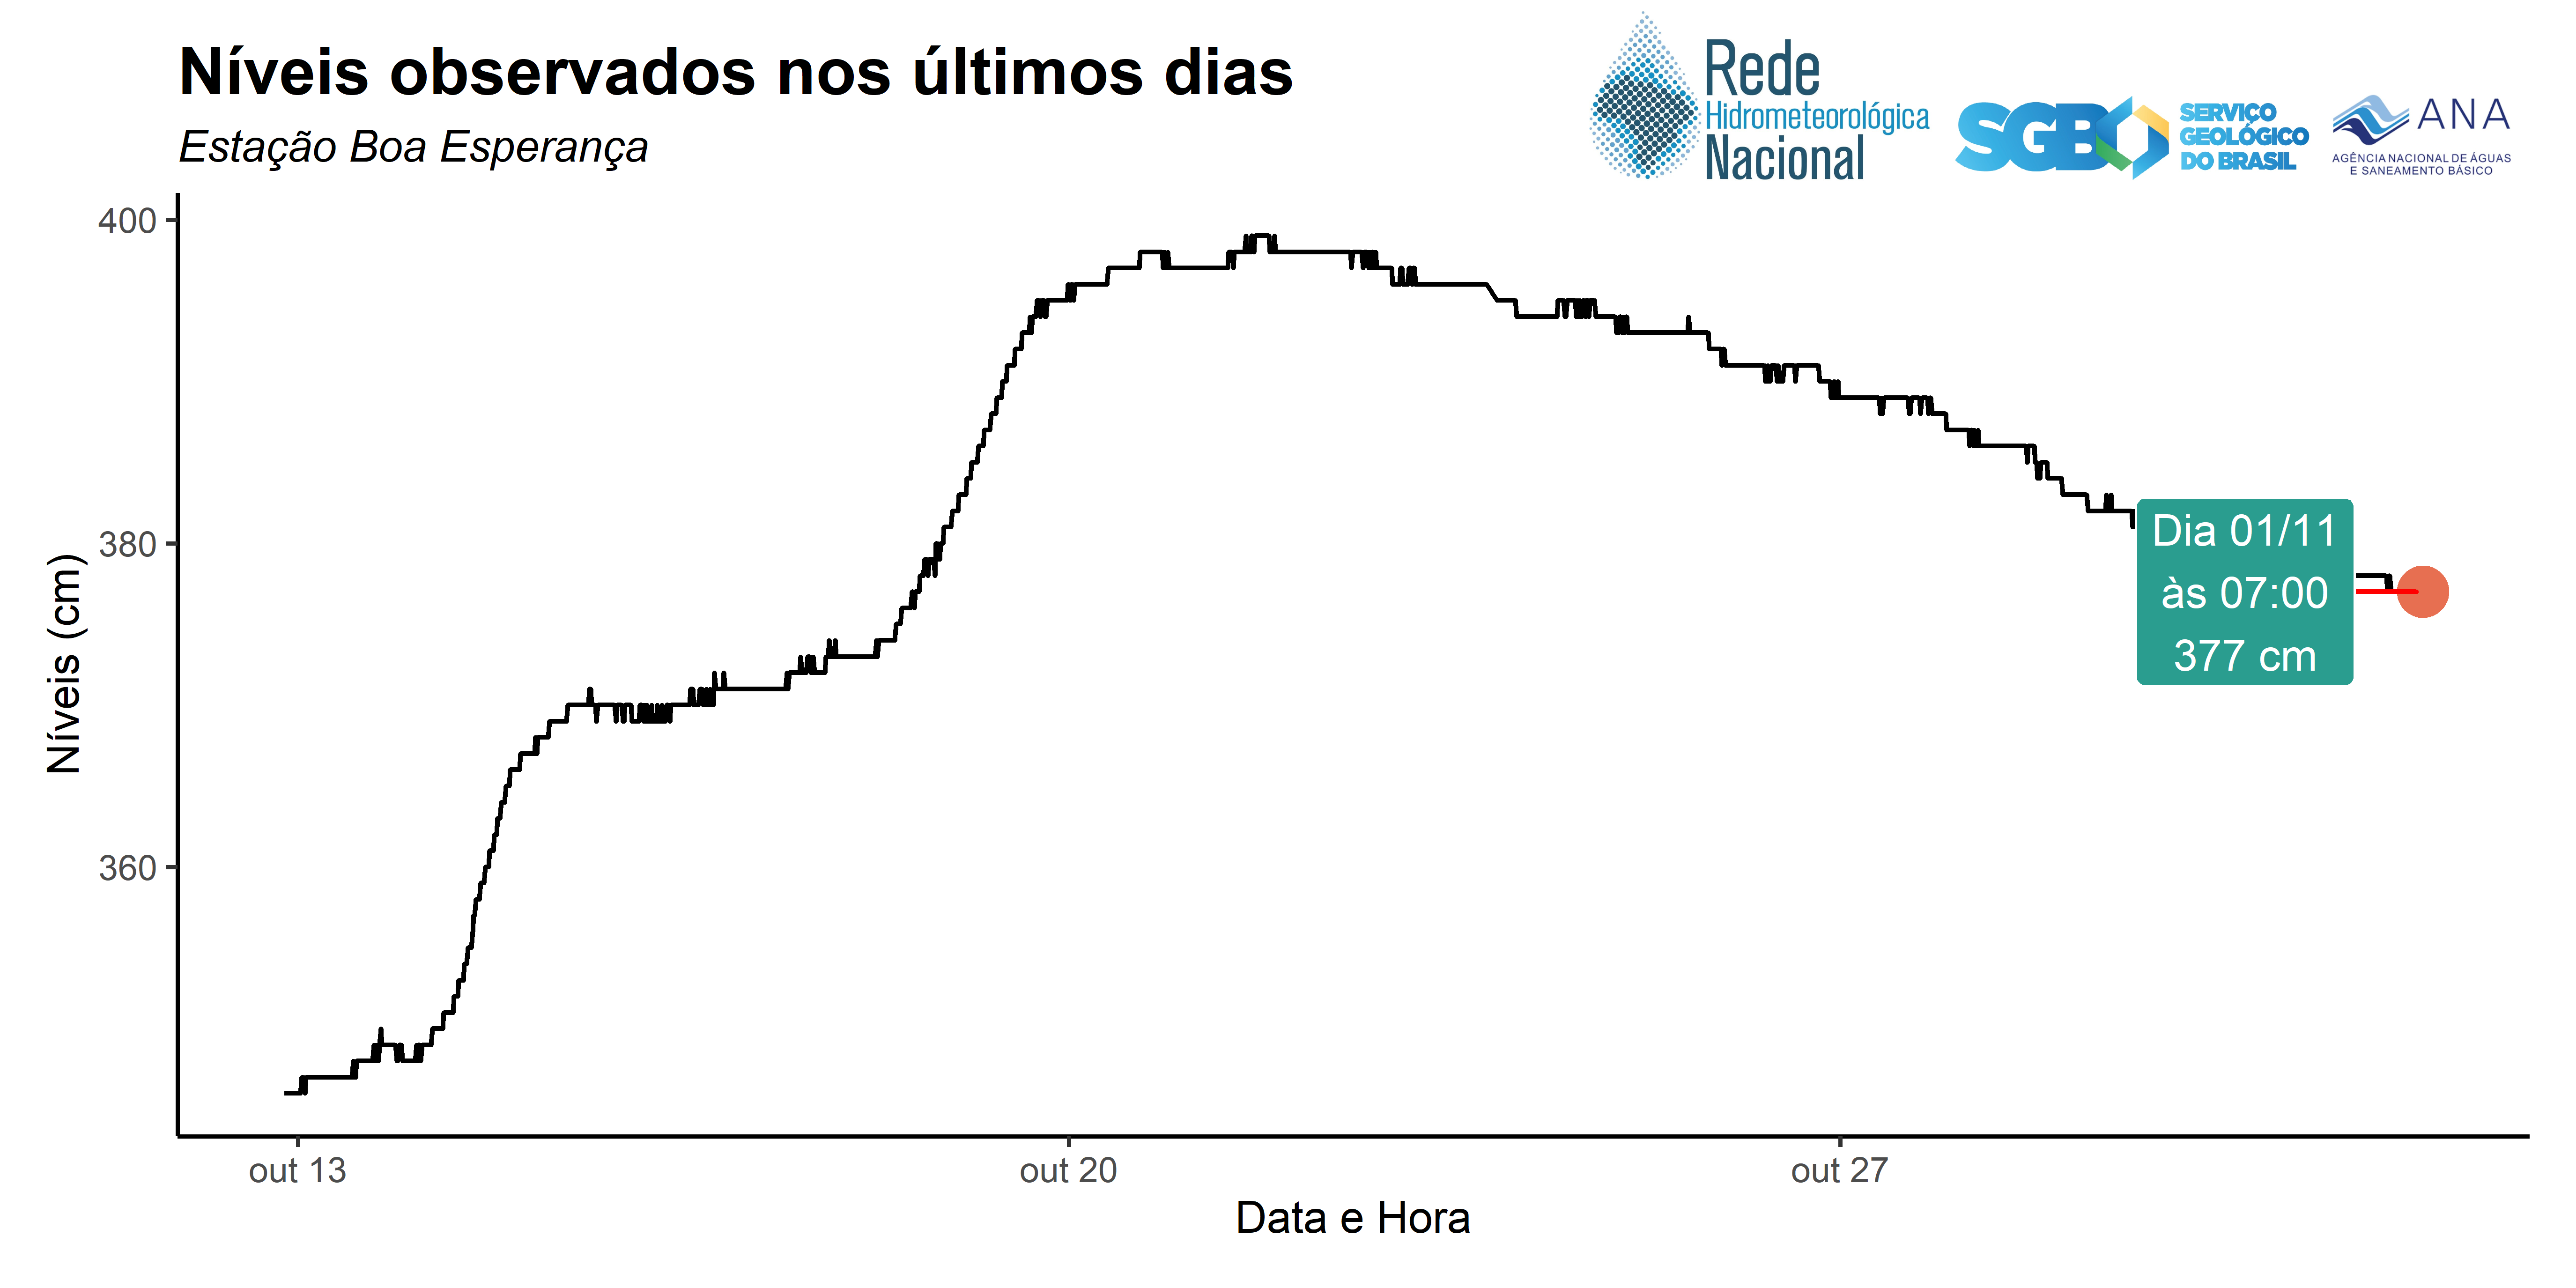 Níveis observados nos últimos dias
Estação Boa Esperança
Rede
Hidrometeorológica
Nacional
SGB
SERVIÇO
GEOLÓGICO
DO BRASIL
ANA
AGÊNCIA NACIONAL DE ÁGUAS
E SANEAMENTO BÁSICO
400
380
360
Níveis (cm)
Dia 01/11
às 07:00
377 cm
out 13
out 20
out 27
Data e Hora